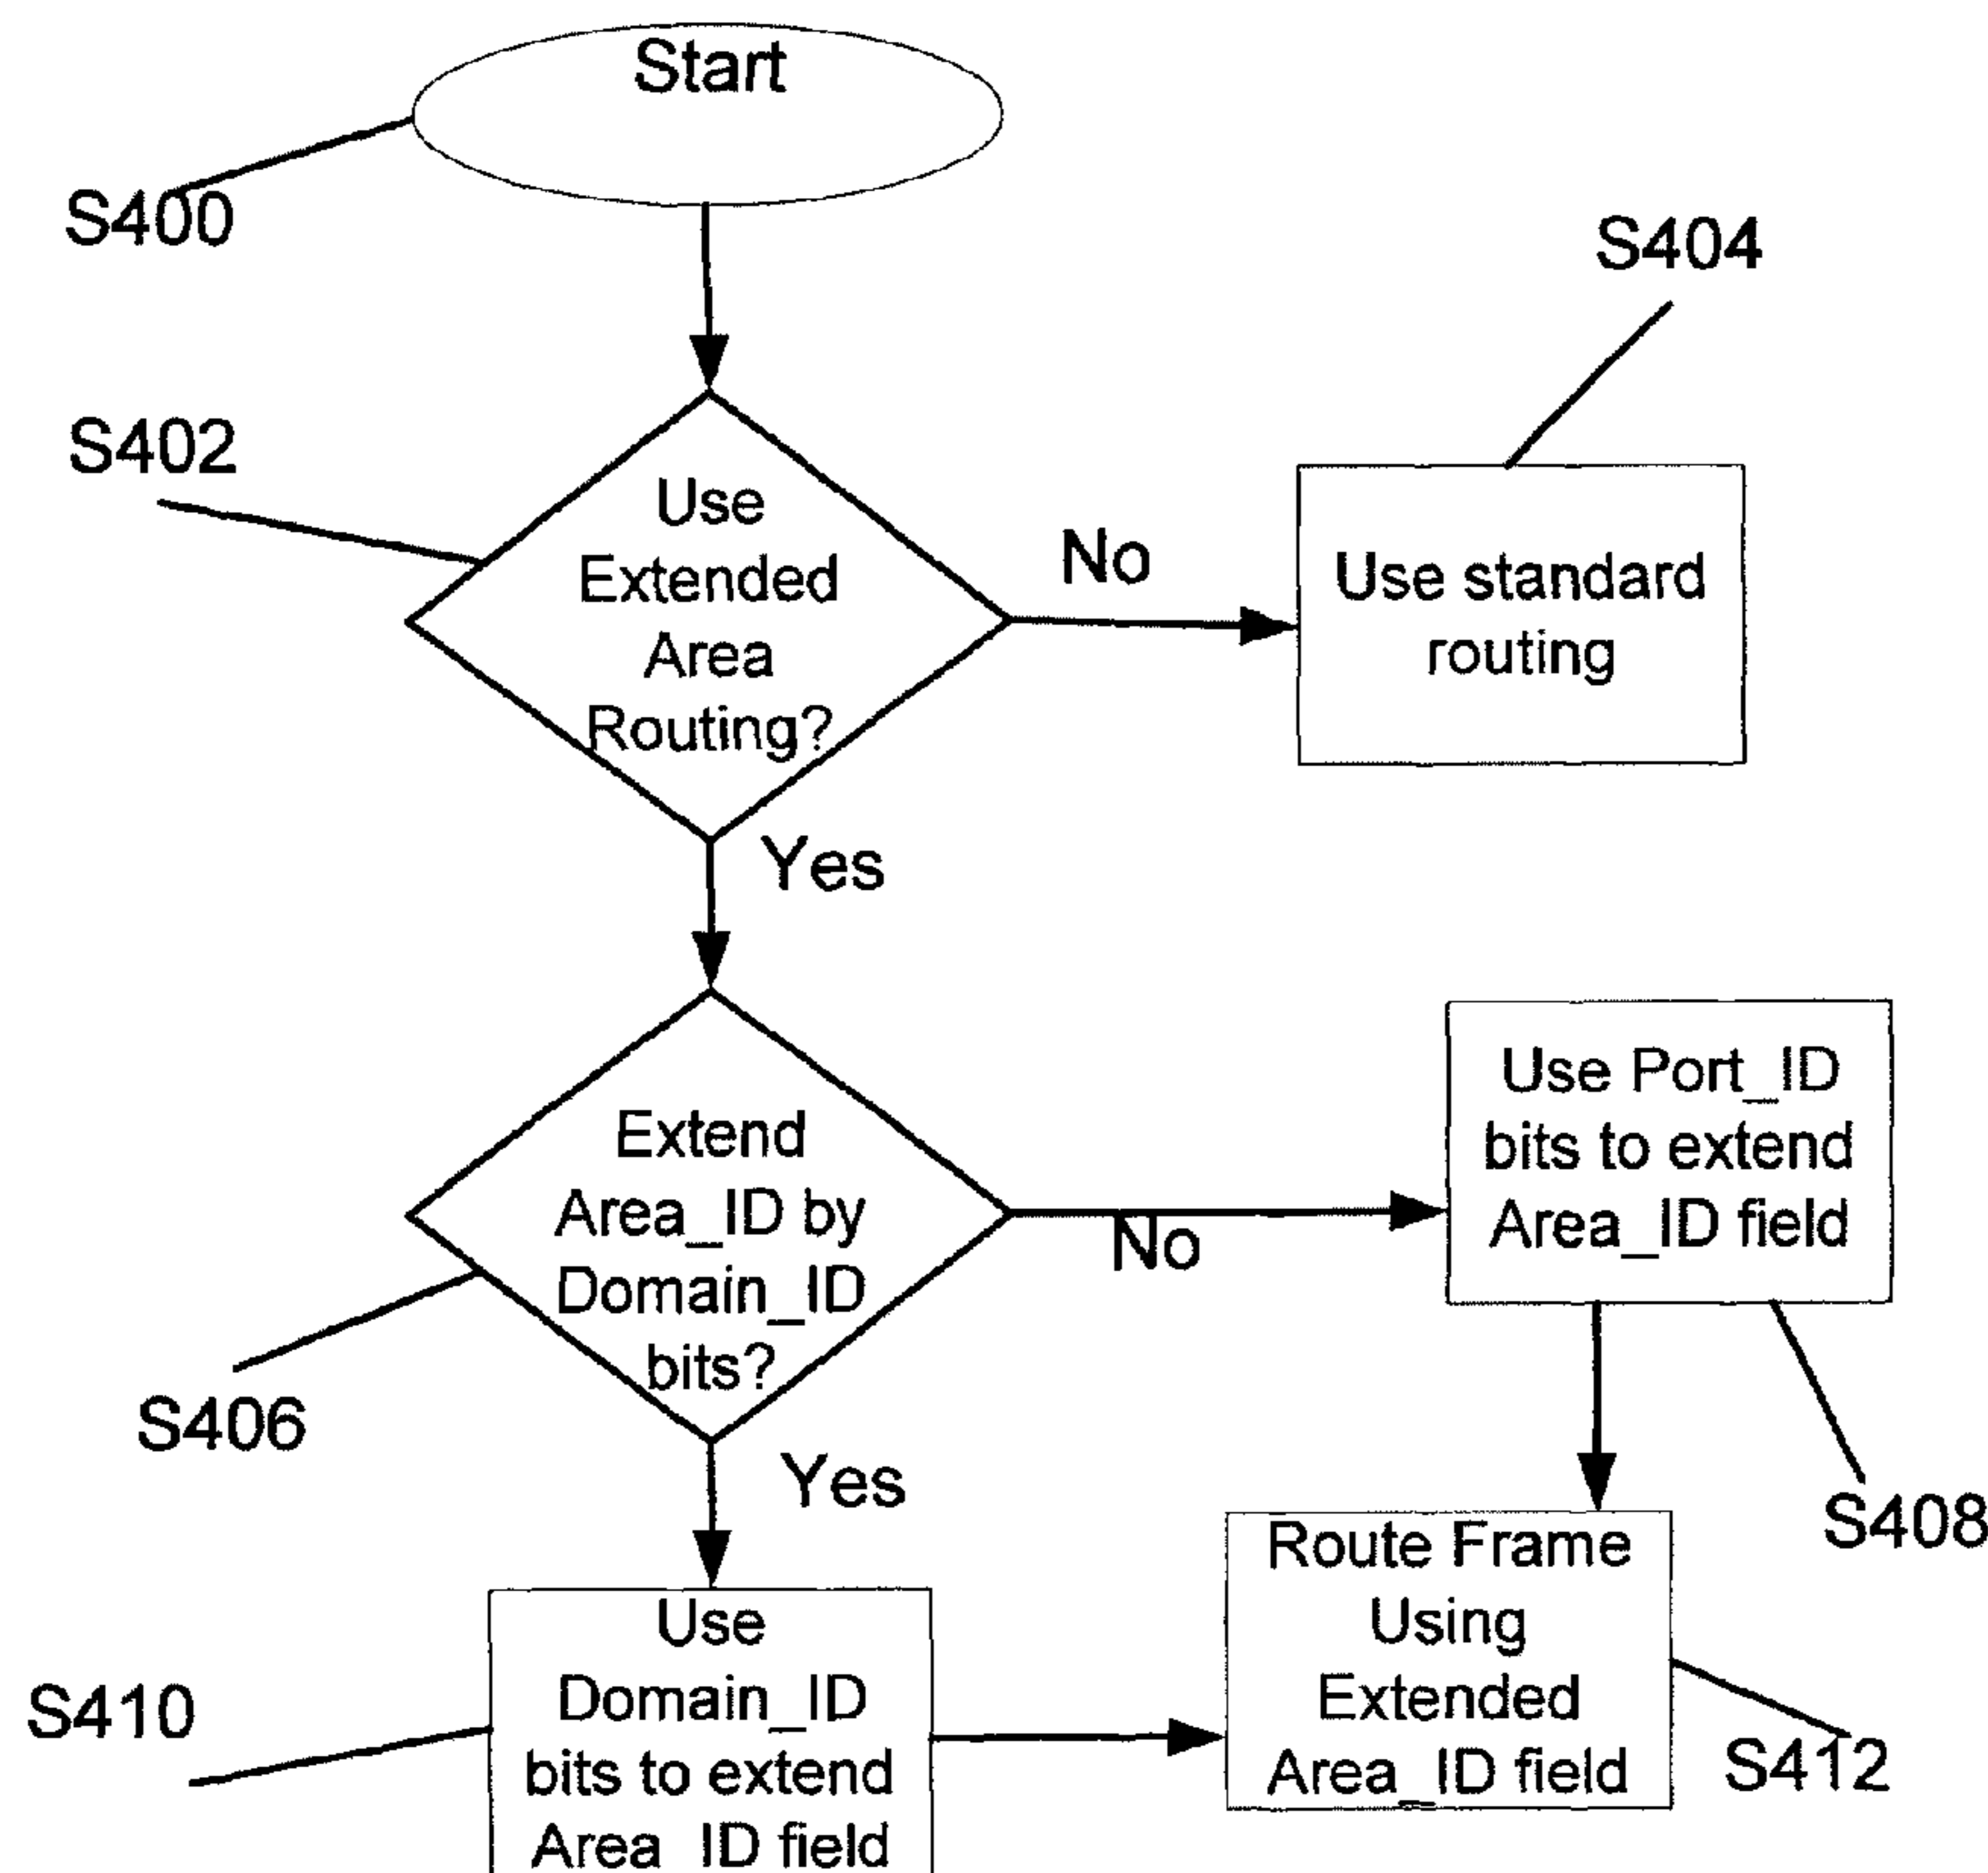 Start
S400
S404
S402
Use
Extended
Area
Routing?
No
Use standard
routing
Yes
Extend
Area_ID by
Domain_ID
bits?
No
Use Port_ID
bits to extend
Area_ID field
S406
Yes
S408
Use
Domain_ID
bits to extend
Area_ID field
S410
Route Frame
Using
Extended
Area_ID field
S412